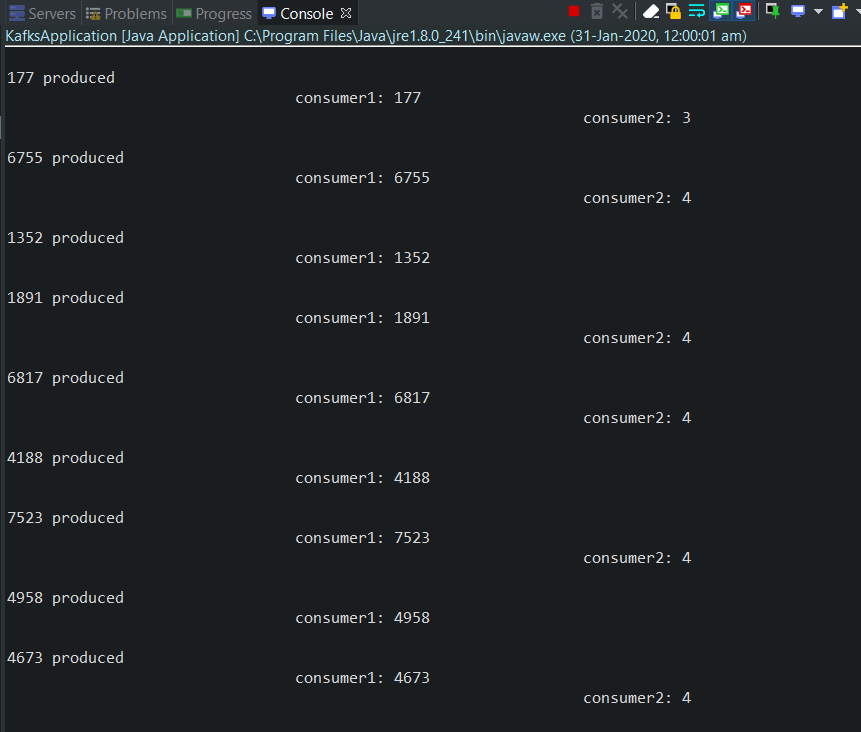 Servers Problems Progress Console
KafksApplication [Java Application] C:\Program Files\Java\jre1.8.0_241\bin\javaw.exe (31-Jan-2020, 12:00:01 am)
177 produced
consumer1: 177
consumer2: 3
6755 produced
consumer1: 6755
consumer2: 4
1352 produced
consumer1: 1352
1891 produced
consumer1: 1891
consumer2: 4
6817 produced
consumer1: 6817
consumer2: 4
4188 produced
consumer1: 4188
7523 produced
consumer1: 7523
consumer2: 4
4958 produced
consumer1: 4958
4673 produced
consumer1: 4673
consumer2: 4